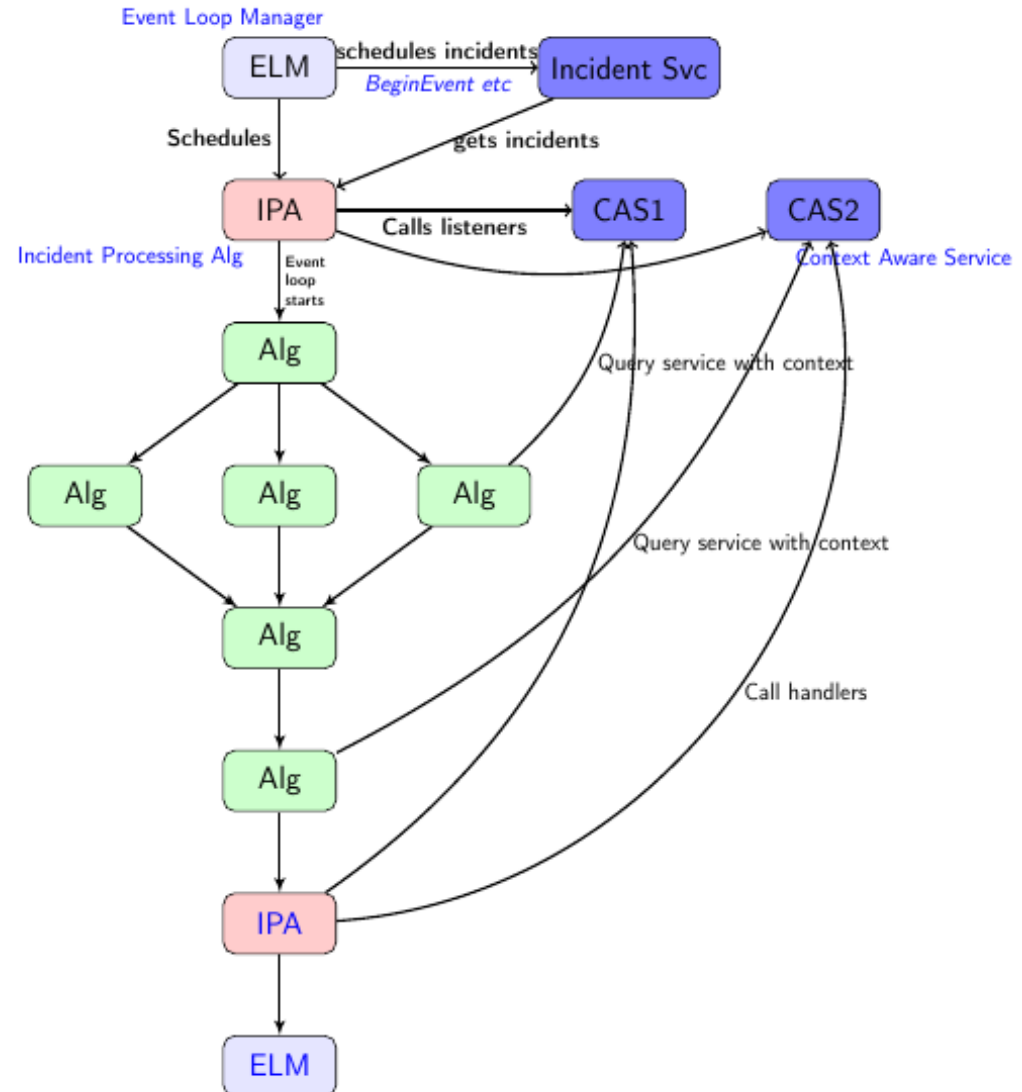 Event Loop Manager
ELM
schedules incidents
BeginEvent etc
Incident Svc
Schedules
gets incidents
IPA
Calls listeners
CAS1
CAS2
Incident Processing Alg
Context Aware Service
Event
loop
starts
Alg
Query service with context
Alg
Alg
Alg
Query service with context
Alg
Call handlers
Alg
IPA
ELM